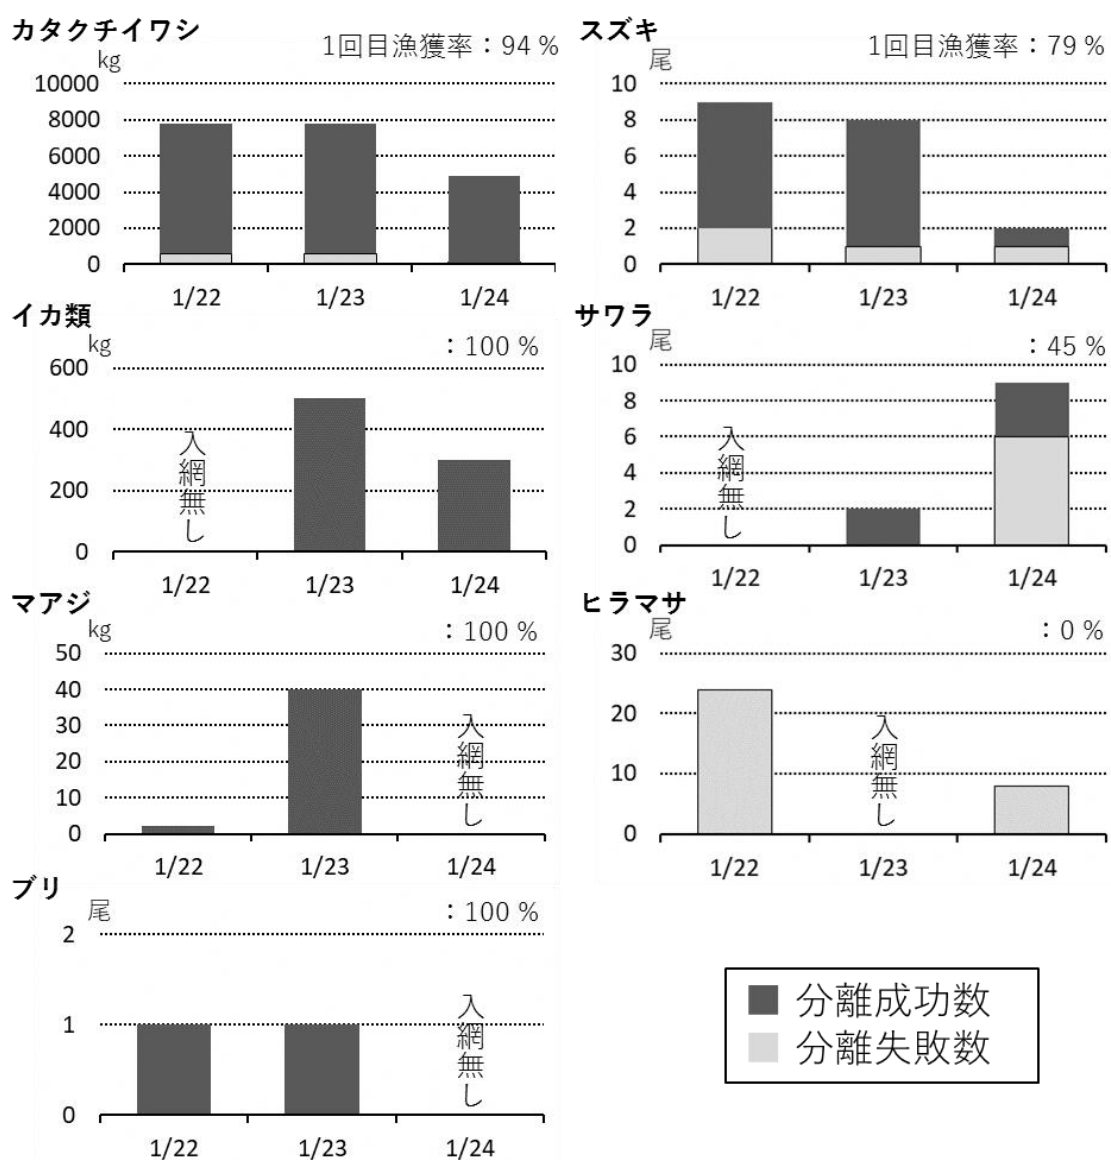 カタクチイワシ
1回目漁獲率：94 %
kg
10000
8000
6000
4000
2000
0
1/22
1/23
1/24
スズキ
1回目漁獲率：79 %
尾
10
8
6
4
2
0
1/22
1/23
1/24
イカ類
：100 %
kg
600
400
200
0
入網無し
1/22
1/23
1/24
サワラ
：45 %
尾
10
8
6
4
2
0
入網無し
1/22
1/23
1/24
マアジ
：100 %
kg
50
40
30
20
10
0
入網無し
1/22
1/23
1/24
ヒラマサ
：0 %
尾
30
20
10
0
入網無し
1/22
1/23
1/24
ブリ
：100 %
尾
2
1
0
入網無し
1/22
1/23
1/24
分離成功数
分離失敗数